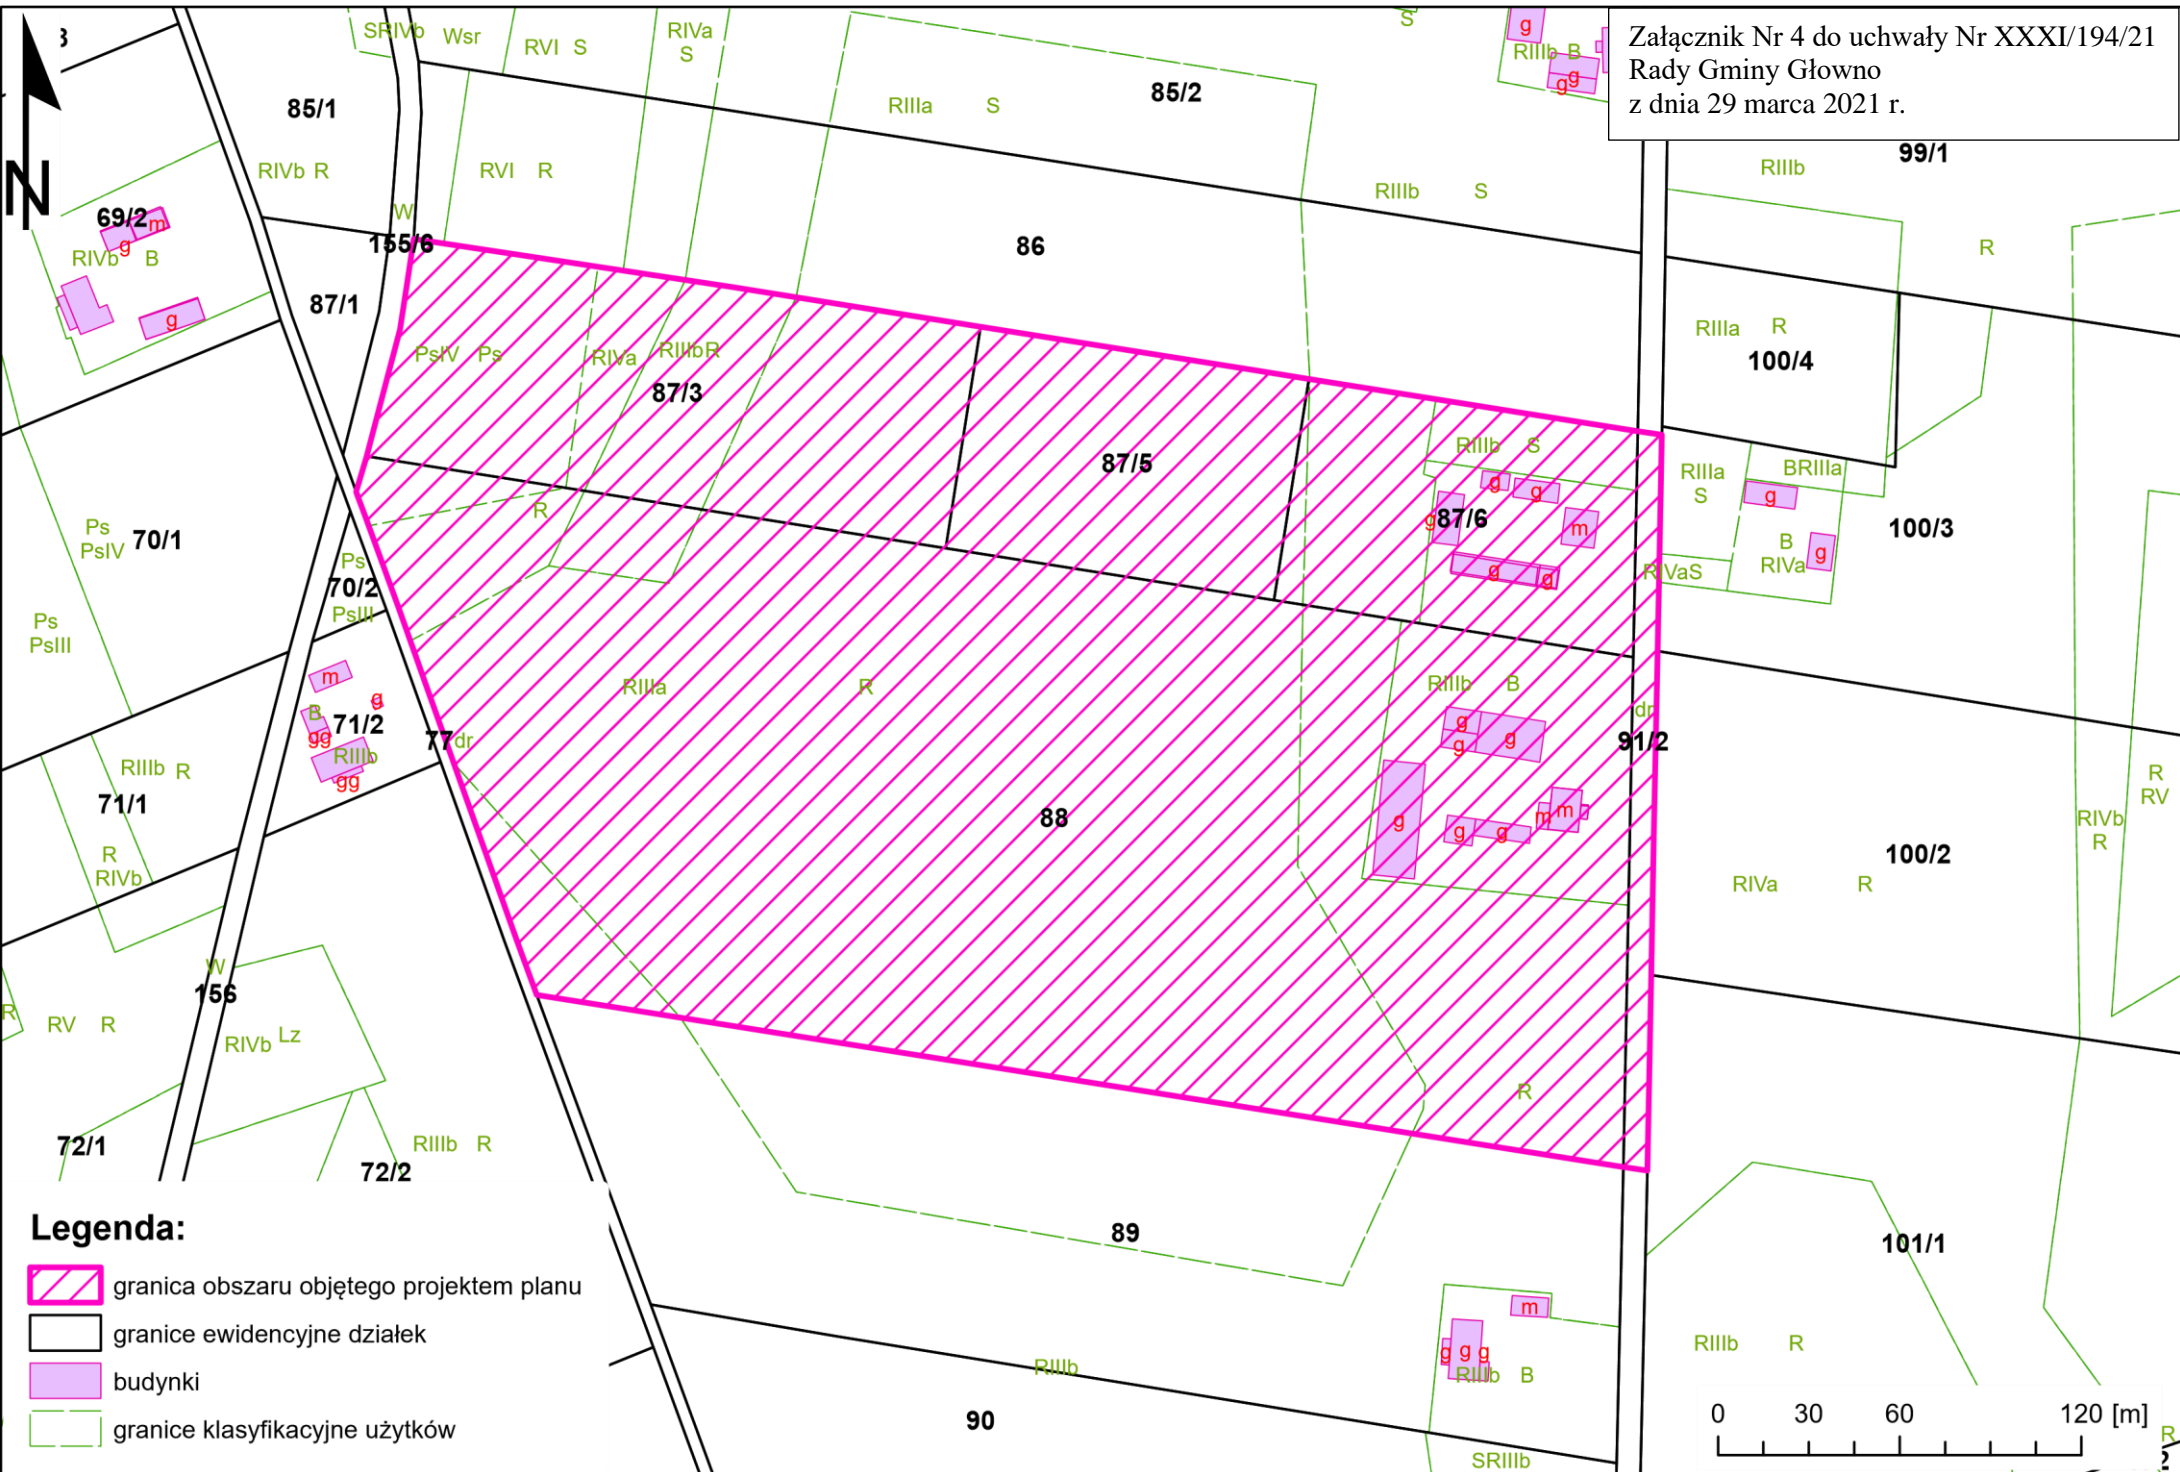 Załącznik Nr 4 do uchwały Nr XXXI/194/21
Rady Gminy Głowno
z dnia 29 marca 2021 r.
N
SRIVb Wsr
RVI S
RIVa
S
S
g
RIIIb B
g
g
85/1
RIIIa S
85/2
99/1
RIIIb
RIVb R
RVI R
RIIIb S
W
69/2
m
g
RIVb B
155/6
86
R
87/1
g
RIIIa R
100/4
PsIV Ps
RIVa
RIIIbR
87/3
RIIIb S
87/5
RIIIa
S
BRIIIa
g
g
g
g
87/6
m
R
100/3
Ps
PsIV
70/1
B
RIVa
g
Ps
70/2
PsIII
g
g
RIVaS
Ps
PsIII
m
g
RIIIa
R
RIIIb B
B
71/2
gg
RIIIb
gg
77
dr
g
g
g
dr
91/2
RIIIb R
71/1
R
RV
88
g
g
g
m
m
RIVb
R
R
RIVb
100/2
RIVa R
W
156
RV R
R
RIVb Lz
R
72/1
RIIIb R
72/2
89
101/1
Legenda:
granica obszaru objętego projektem planu
granice ewidencyjne działek
budynki
granice klasyfikacyjne użytków
m
g
g
g
RIIIb B
RIIIb
RIIIb R
90
SRIIIb
0 30 60 120 [m]
R